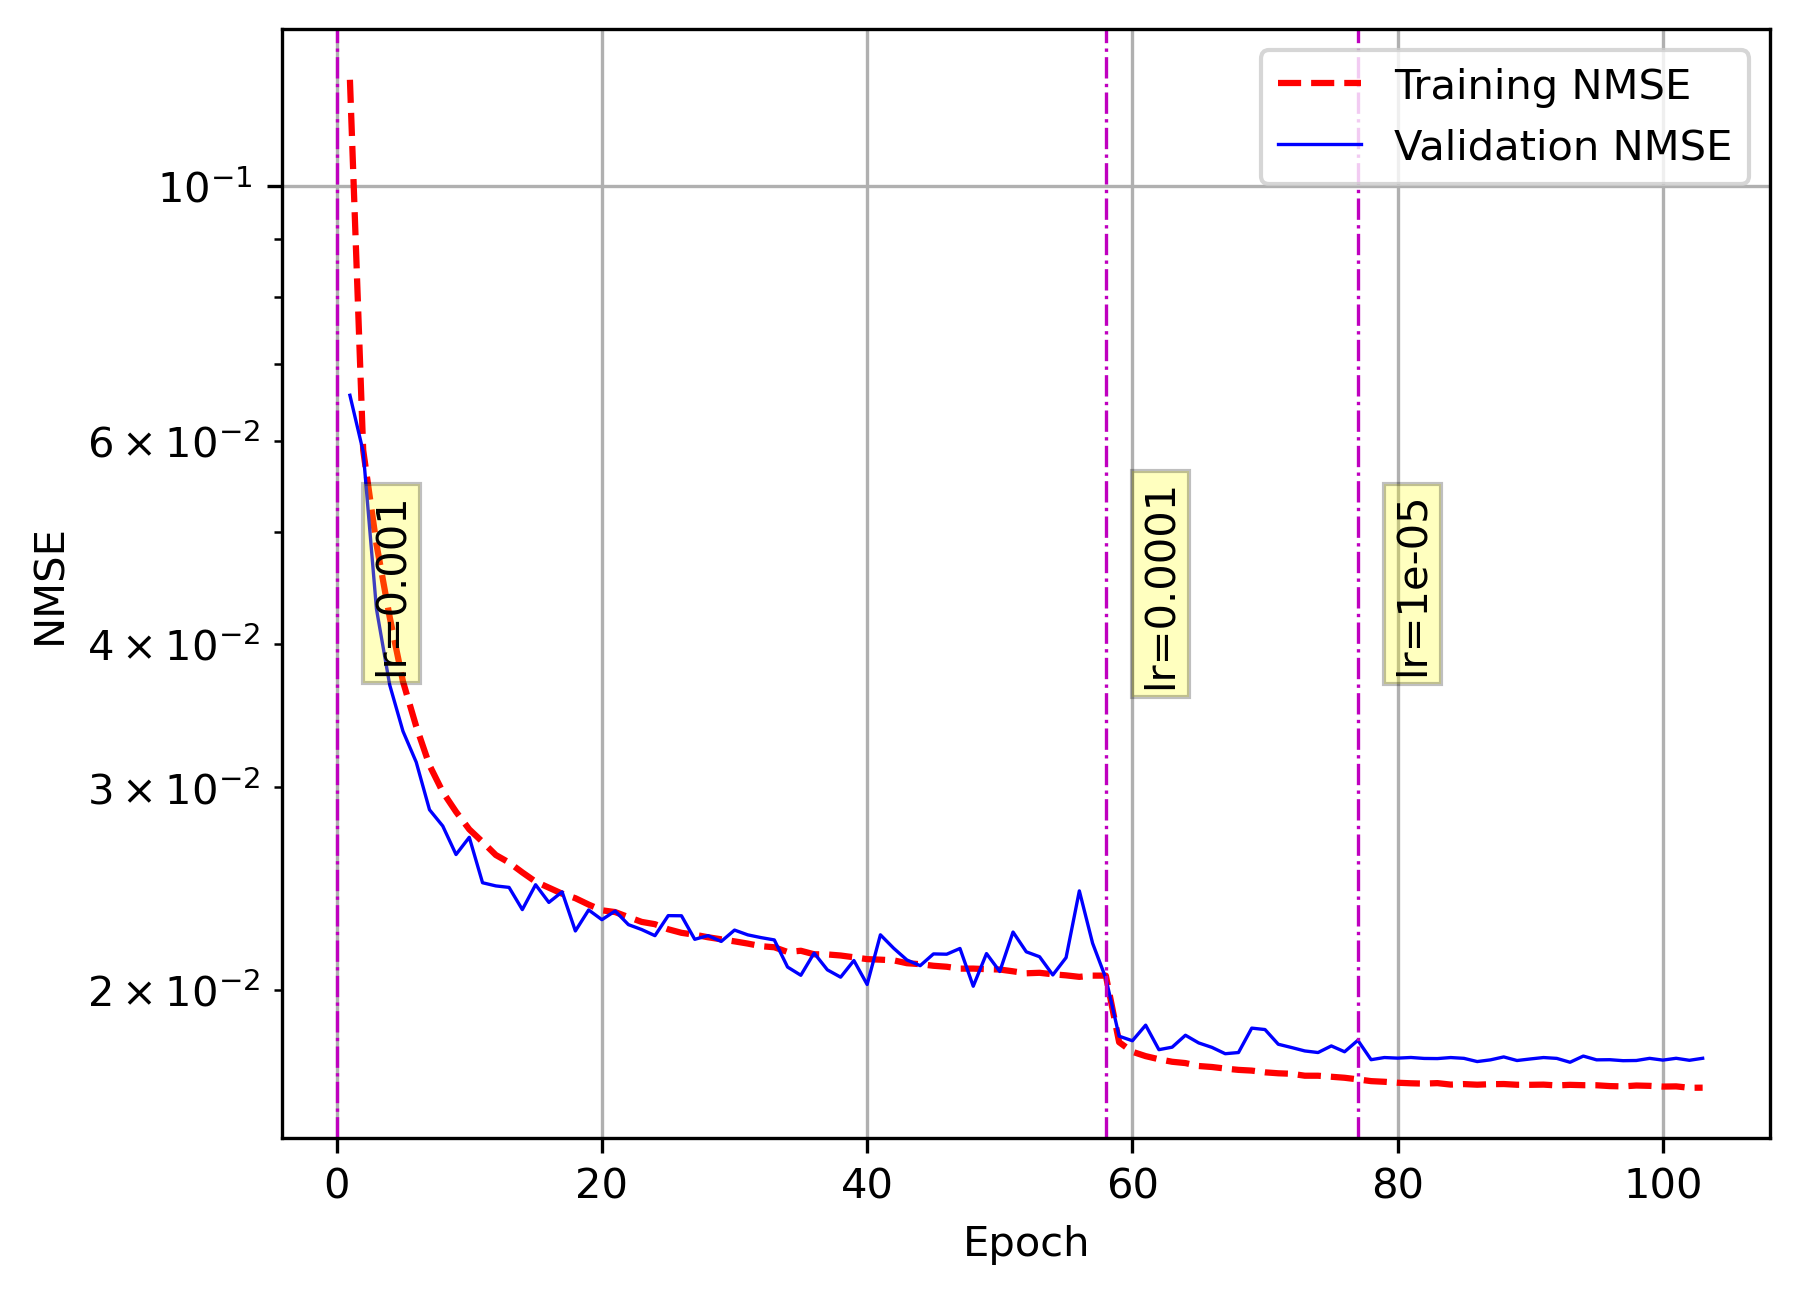 Training NMSE
Validation NMSE
10⁻¹
6×10⁻²
4×10⁻²
3×10⁻²
2×10⁻²
NMSE
lr=0.001
lr=0.0001
lr=1e-05
0 20 40 60 80 100
Epoch